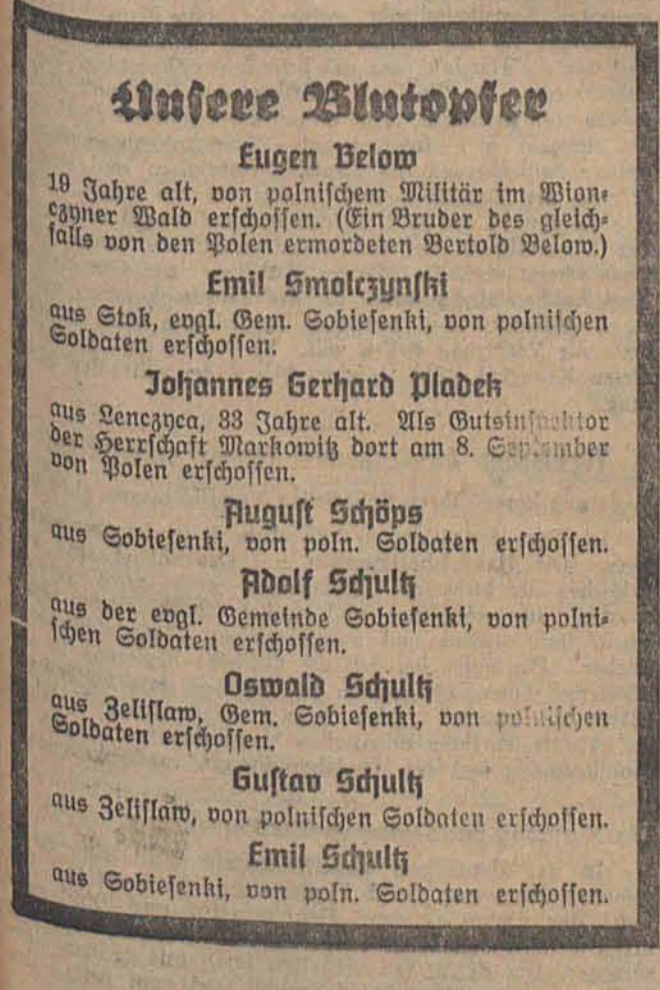 Unsere Blutopfer
Eugen Below
19 Jahre alt, von polnischem Militär im Wion-
czyner Wald erschossen. (Ein Bruder des gleich-
falls von den Polen ermordeten Bertold Below.)
Emil Smolczynski
aus Stok, evgl. Gem. Sobiesenki, von polnischen
Soldaten erschossen.
Johannes Gerhard Pladek
aus Lenczyca, 33 Jahre alt. Als Gutsinspektor
der Herrschaft Markowitz dort am 8. September
von Polen erschossen.
August Schöps
aus Sobiesenki, von poln. Soldaten erschossen.
Adolf Schultz
aus der evgl. Gemeinde Sobiesenki, von polni-
schen Soldaten erschossen.
Oswald Schultz
aus Zelislaw, Gem. Sobiesenki, von polnischen
Soldaten erschossen.
Gustav Schultz
aus Zelislaw, von polnischen Soldaten erschossen.
Emil Schultz
aus Sobiesenki, von poln. Soldaten erschossen.